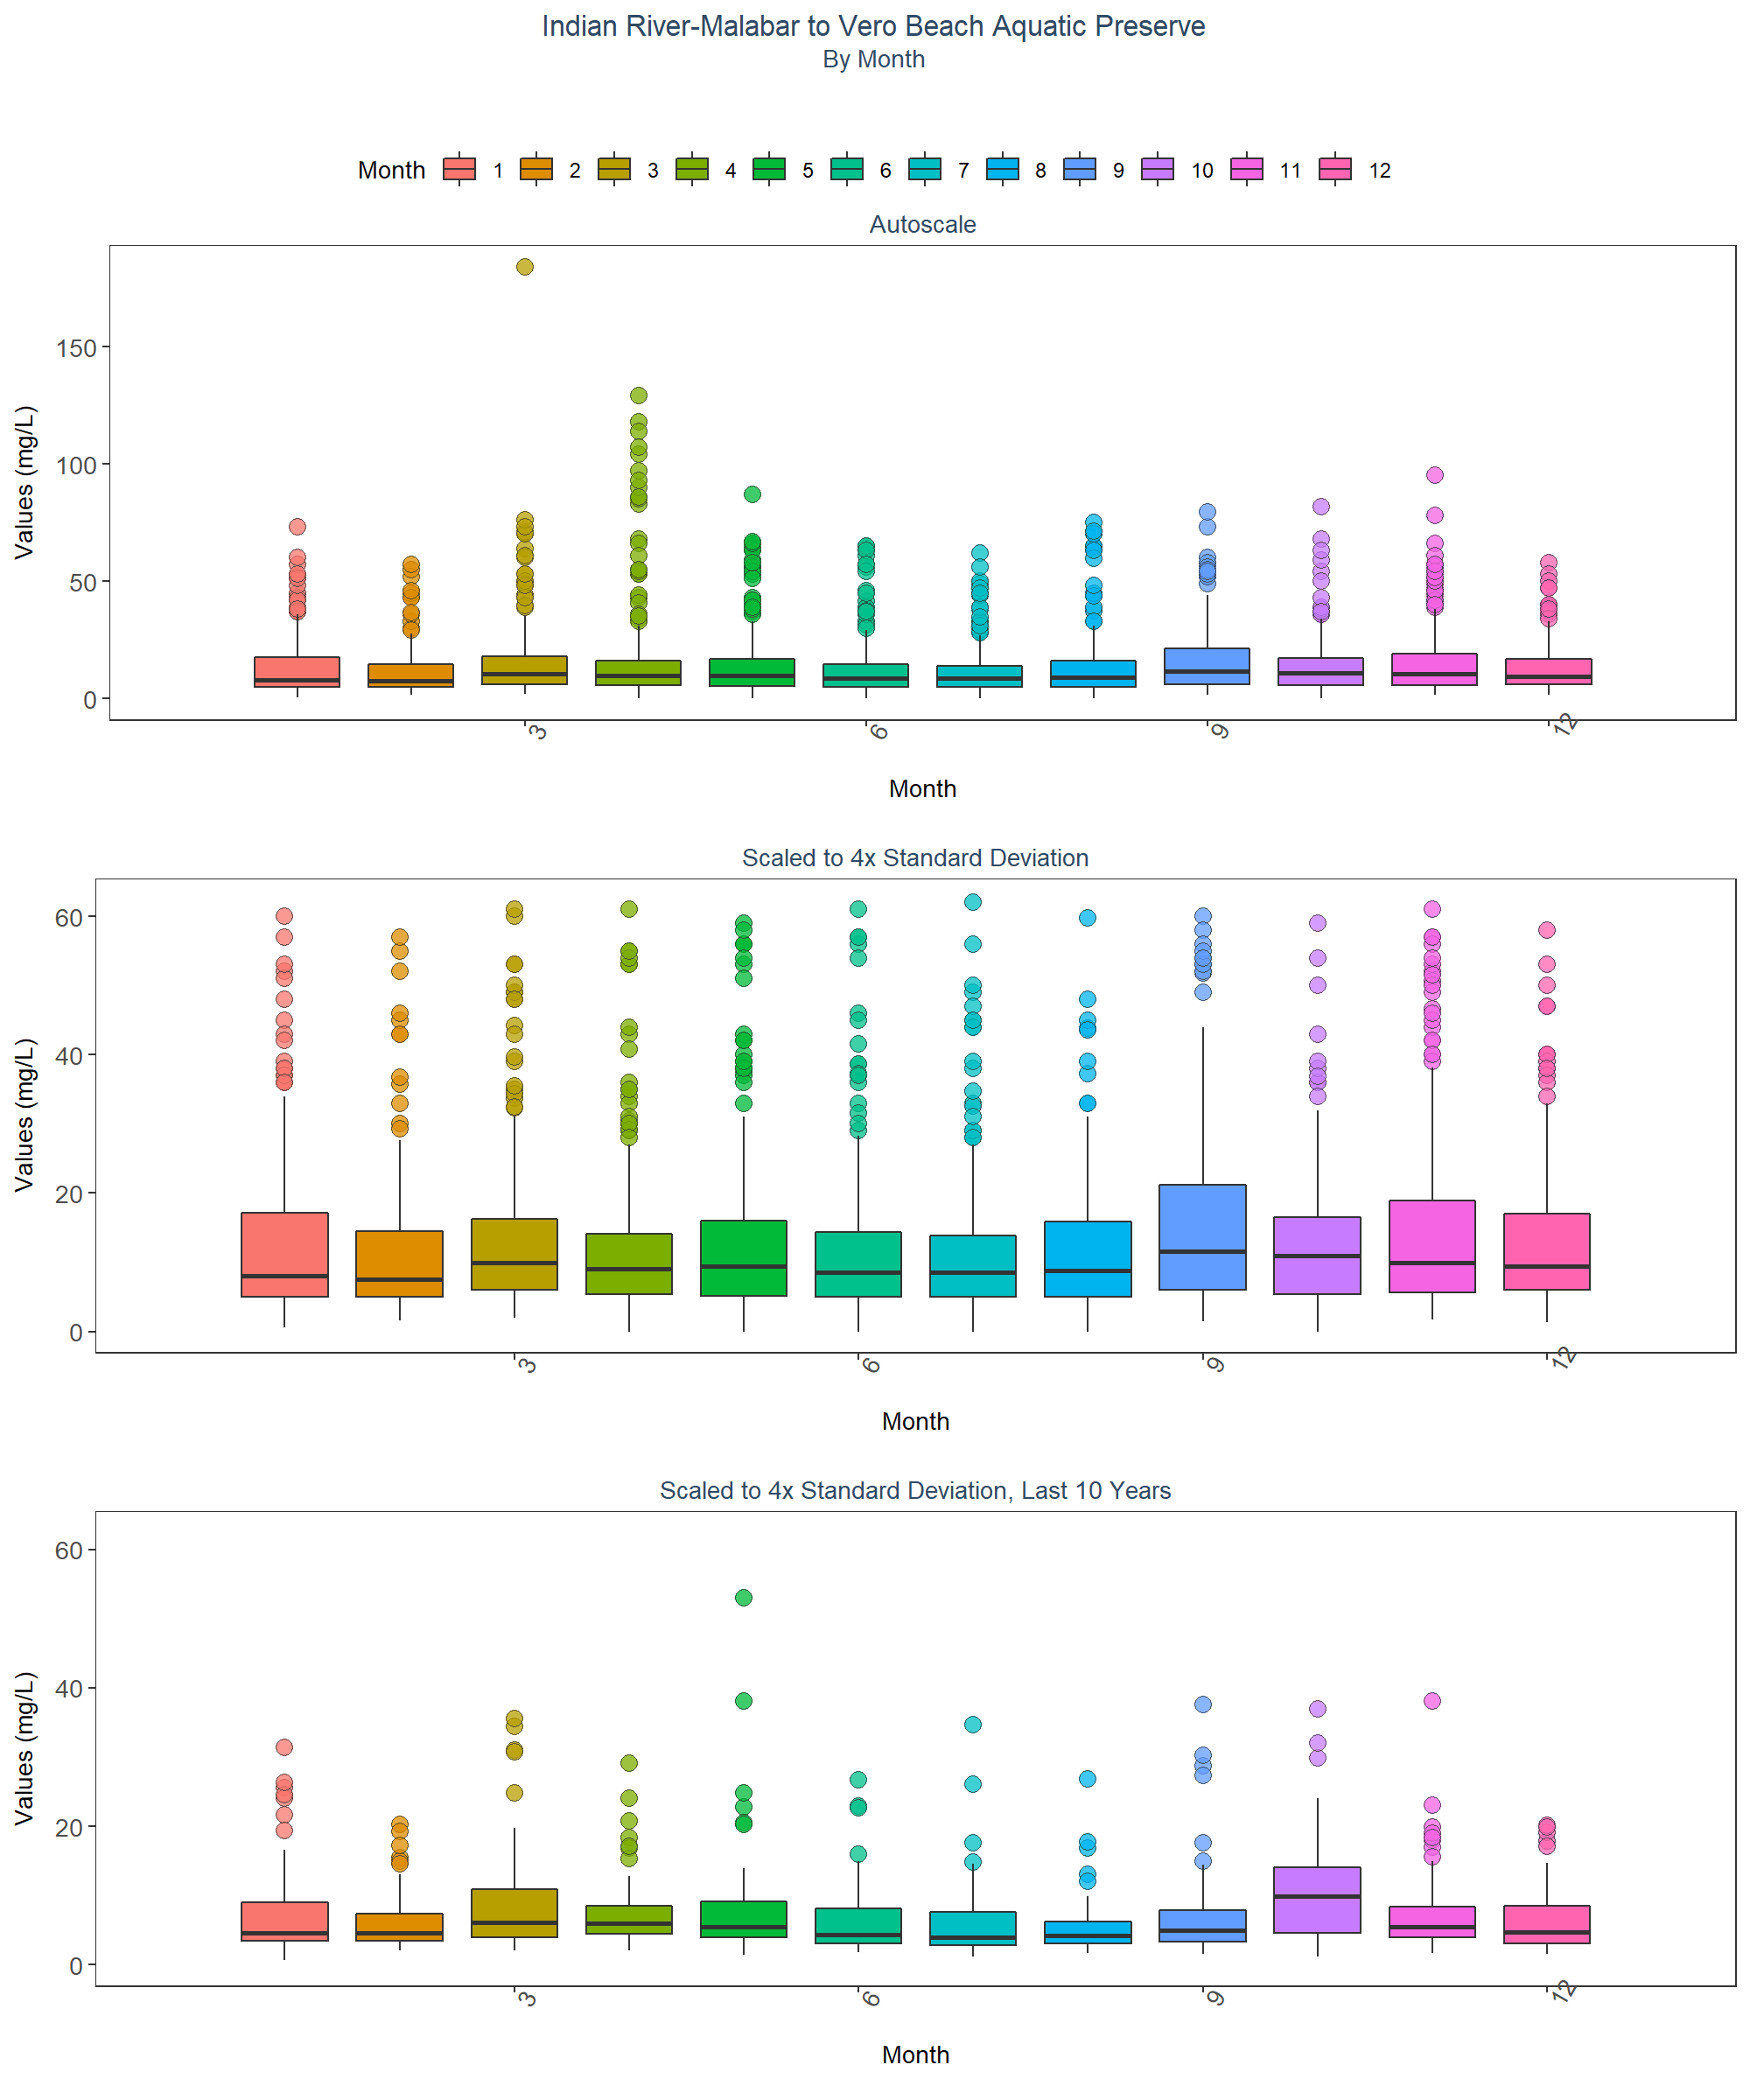 Indian River-Malabar to Vero Beach Aquatic Preserve
By Month
Month 1 2 3 4 5 6 7 8 9 10 11 12
Autoscale
Values (mg/L)
150
100
50
0
3 6 9 12
Month
Scaled to 4x Standard Deviation
Values (mg/L)
60
40
20
0
3 6 9 12
Month
Scaled to 4x Standard Deviation, Last 10 Years
Values (mg/L)
60
40
20
0
3 6 9 12
Month